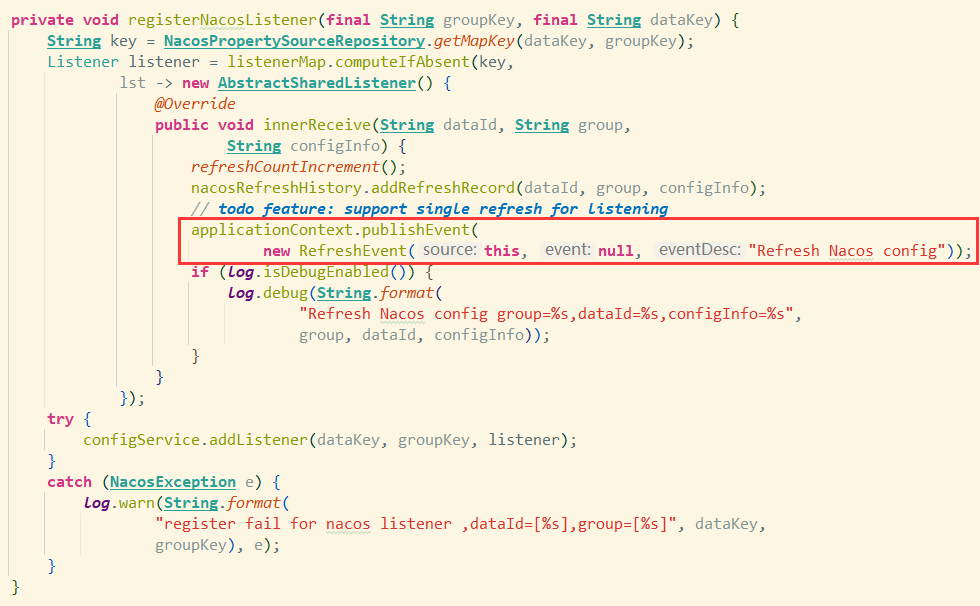 private void registerNacosListener(final String groupKey, final String dataKey) {
String key = NacosPropertySourceRepository.getMapKey(dataKey, groupKey);
Listener listener = listenerMap.computeIfAbsent(key,
lst -> new AbstractSharedListener() {
@Override
public void innerReceive(String dataId, String group,
String configInfo) {
refreshCountIncrement();
nacosRefreshHistory.addRefreshRecord(dataId, group, configInfo);
// todo feature: support single refresh for listening
applicationContext.publishEvent(
new RefreshEvent( source: this, event: null, eventDesc: "Refresh Nacos config"));
if (log.isDebugEnabled()) {
log.debug(String.format(
"Refresh Nacos config group=%s,dataId=%s,configInfo=%s",
group, dataId, configInfo));
}
}
});
try {
configService.addListener(dataKey, groupKey, listener);
}
catch (NacosException e) {
log.warn(String.format(
"register fail for nacos listener ,dataId=[%s],group=[%s]", dataKey,
groupKey), e);
}
}